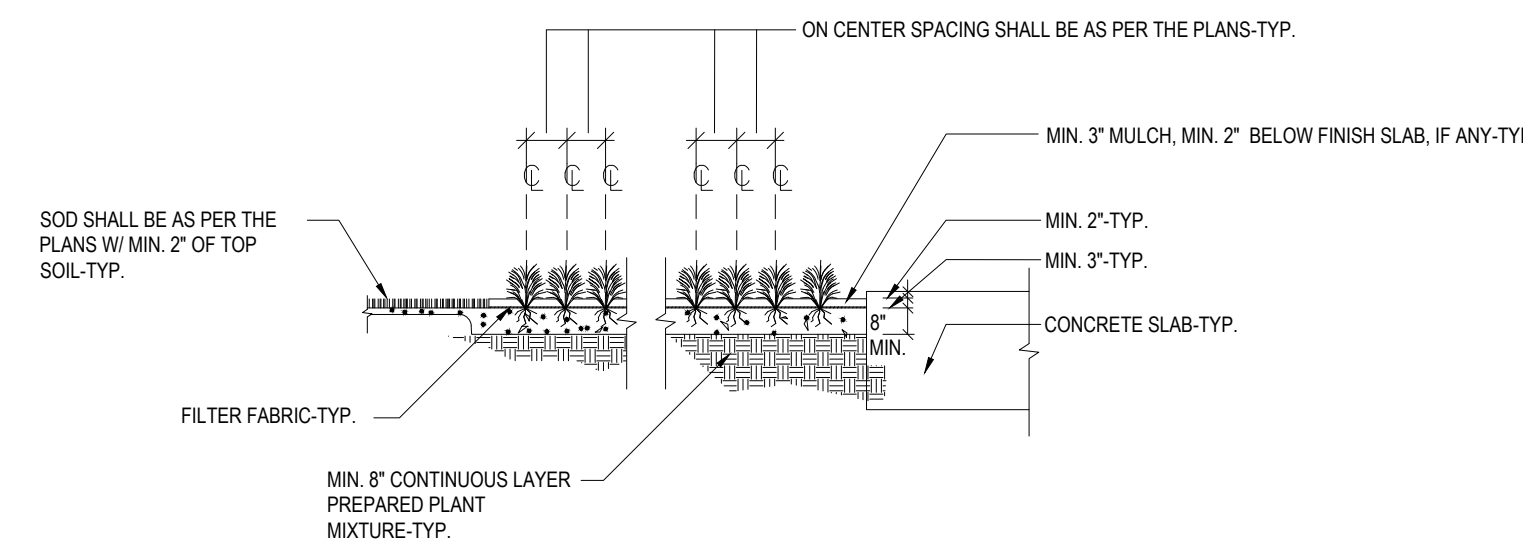 ON CENTER SPACING SHALL BE AS PER THE PLANS-TYP.
MIN. 3" MULCH, MIN. 2" BELOW FINISH SLAB, IF ANY-TY
SOD SHALL BE AS PER THE
PLANS W/ MIN. 2" OF TOP
SOIL-TYP.
MIN. 2"-TYP.
MIN. 3"-TYP.
8"
MIN.
CONCRETE SLAB-TYP.
FILTER FABRIC-TYP.
MIN. 8" CONTINUOUS LAYER
PREPARED PLANT
MIXTURE-TYP.